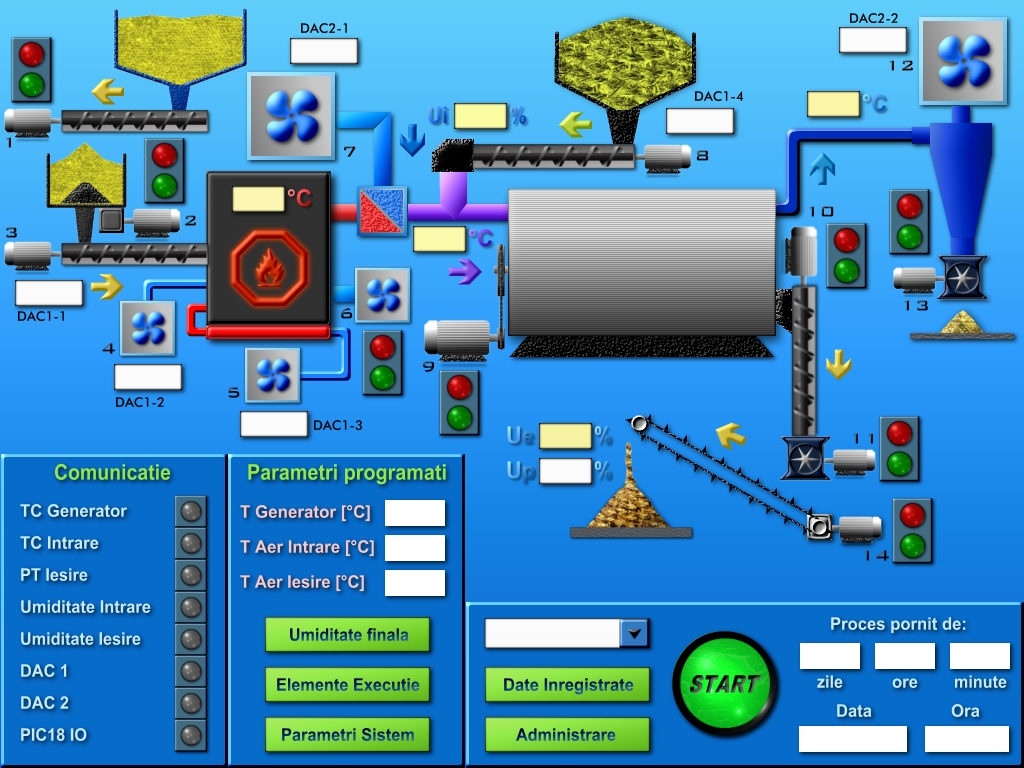 DAC2-1
DAC2-2
12
°C
DAC1-4
Ui %
1
7
8
°C
2
3
°C
10
DAC1-1
6
13
4
9
DAC1-2
5
DAC1-3
Ue %
11
Up %
14
Comunicatie
TC Generator
TC Intrare
PT Iesire
Umiditate Intrare
Umiditate Iesire
DAC 1
DAC 2
PIC18 IO
Parametri programati
T Generator [°C]
T Aer Intrare [°C]
T Aer Iesire [°C]
Umiditate finala
Elemente Executie
Parametri Sistem
Date Inregistrate
Administrare
START
Proces pornit de:
zile ore minute
Data Ora